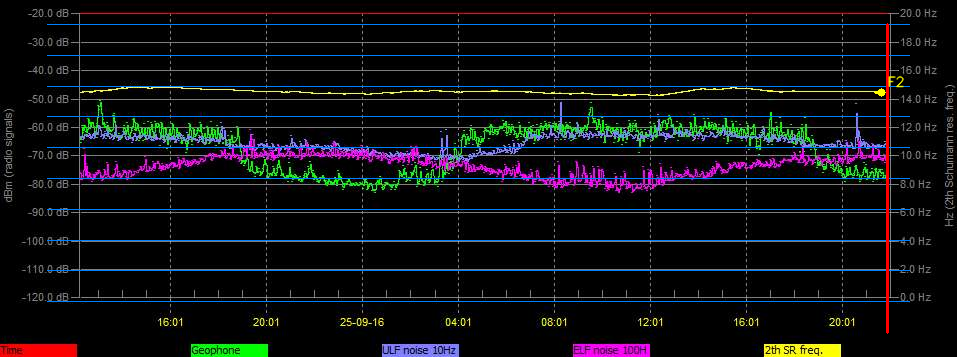 -20.0 dB 20.0 Hz
-30.0 dB 18.0 Hz
-40.0 dB 16.0 Hz
F2
-50.0 dB 14.0 Hz
-60.0 dB 12.0 Hz
-70.0 dB 10.0 Hz
-80.0 dB 8.0 Hz
-90.0 dB 6.0 Hz
-100.0 dB 4.0 Hz
-110.0 dB 2.0 Hz
-120.0 dB 0.0 Hz
dBm (radio signals)
Hz (2th Schumann res. freq.)
16:01 20:01 25-09-16 04:01 08:01 12:01 16:01 20:01
Time Geophone ULF noise 10Hz ELF noise 100H 2th SR freq.